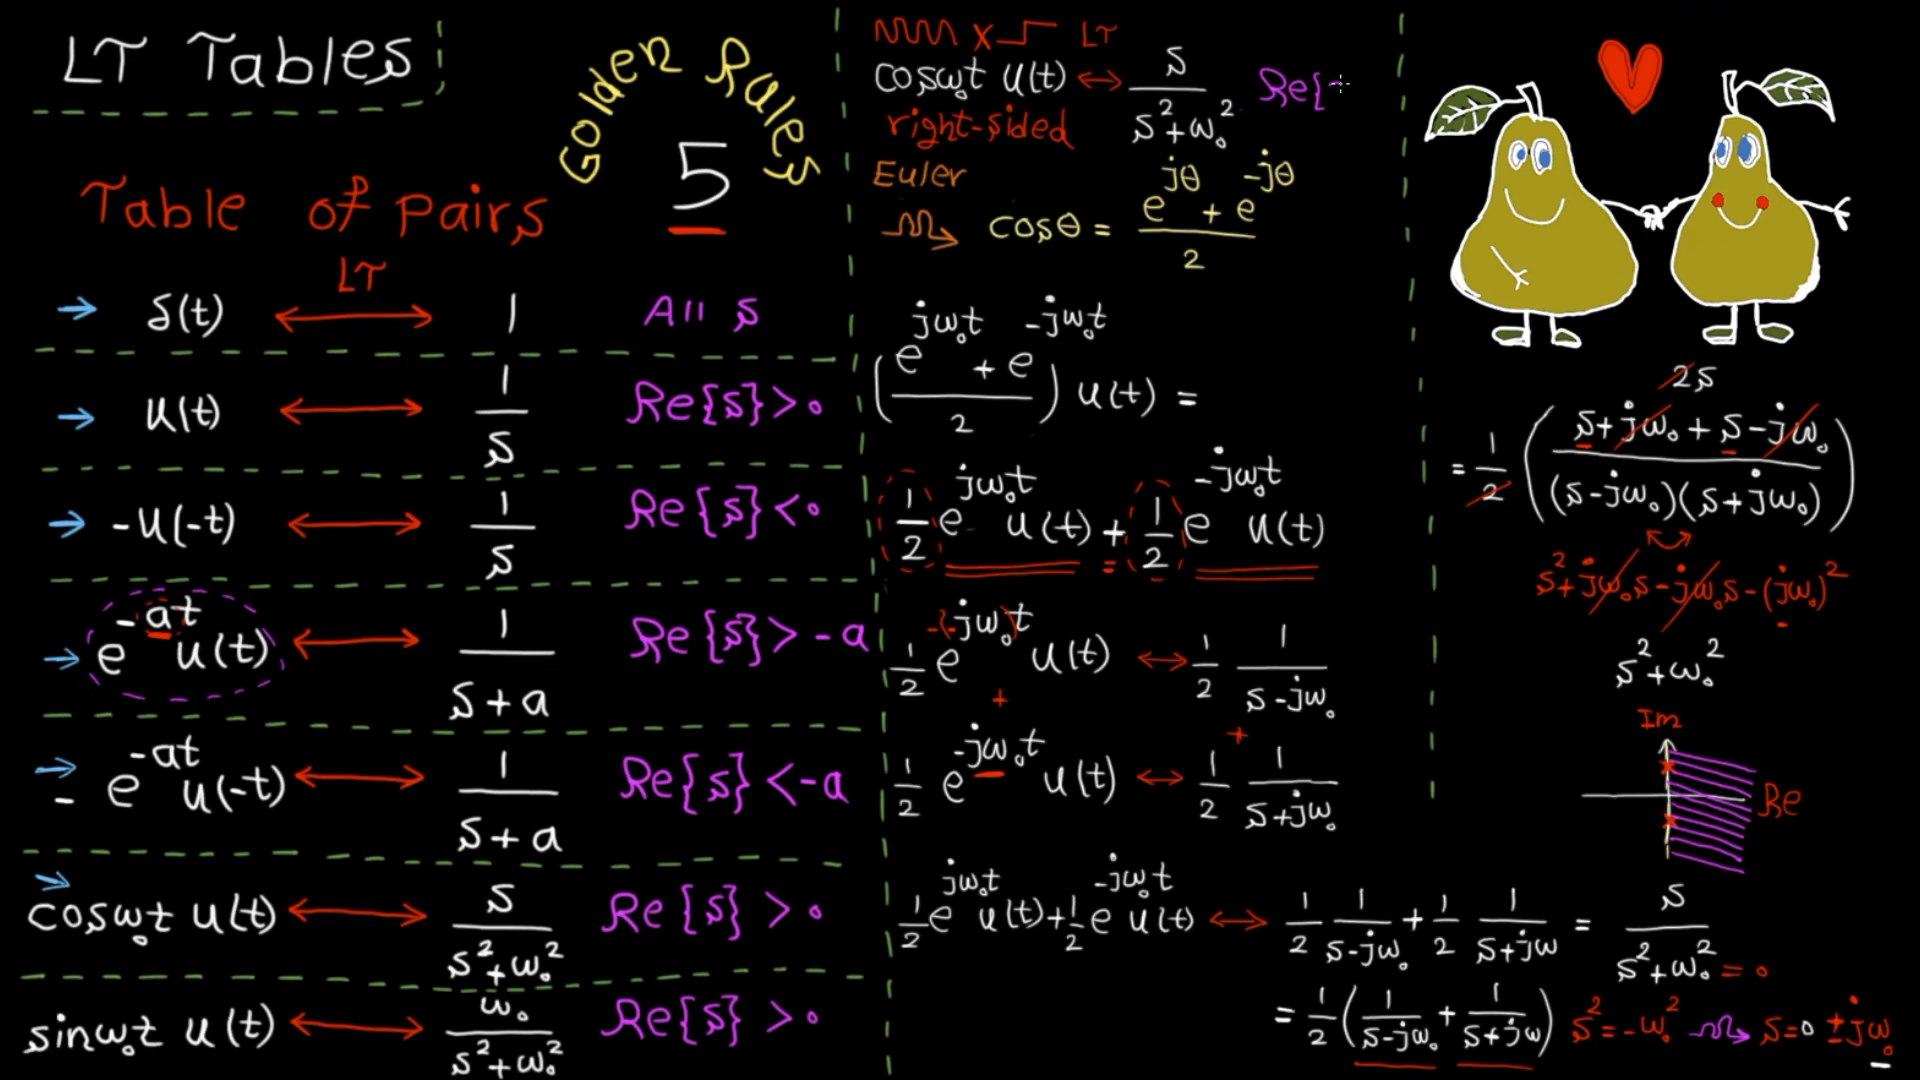 LT Tables
Golden Rules
5
Table of pairs
LT
δ(t) ↔ 1 All s
u(t) ↔ 1/s Re{s}>0
-u(-t) ↔ 1/s Re{s}<0
e^-at u(t) ↔ 1/(s+a) Re{s}>-a
-e^-at u(-t) ↔ 1/(s+a) Re{s}<-a
cosω₀t u(t) ↔ s/(s²+ω₀²) Re{s}>0
sinω₀t u(t) ↔ ω₀/(s²+ω₀²) Re{s}>0
x LT
cosω₀t u(t) ↔ s/(s²+ω₀²) Re{
right-sided
Euler
cosθ = (e^jθ + e^-jθ)/2
((e^jω₀t + e^-jω₀t)/2) u(t) =
1/2 e^jω₀t u(t) + 1/2 e^-jω₀t u(t)
=
1/2 e^-(-jω₀)t u(t) ↔ 1/2 1/(s-jω₀)
+ +
1/2 e^-jω₀t u(t) ↔ 1/2 1/(s+jω₀)
1/2 e^jω₀t u(t) + 1/2 e^-jω₀t u(t) ↔ 1/2 1/(s-jω₀) + 1/2 1/(s+jω) = s/(s²+ω₀²)
= 0
= 1/2 (1/(s-jω₀) + 1/(s+jω)) s²=-ω₀² s=0 ±jω₀
2s
= 1/2 ((s+jω₀+s-jω₀)/((s-jω₀)(s+jω₀)))
s²+jω₀s-jω₀s-(jω₀)²
s²+ω₀²
Im
Re